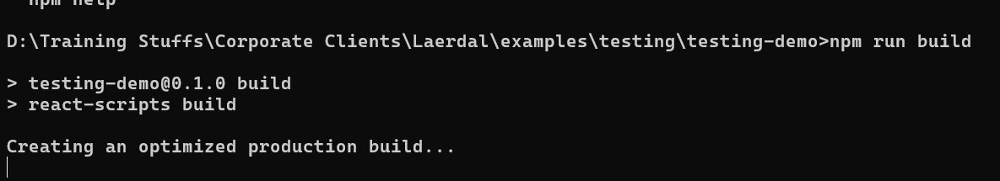 npm help
D:\Training Stuffs\Corporate Clients\Laerdal\examples\testing\testing-demo>npm run build
> testing-demo@0.1.0 build
> react-scripts build
Creating an optimized production build...